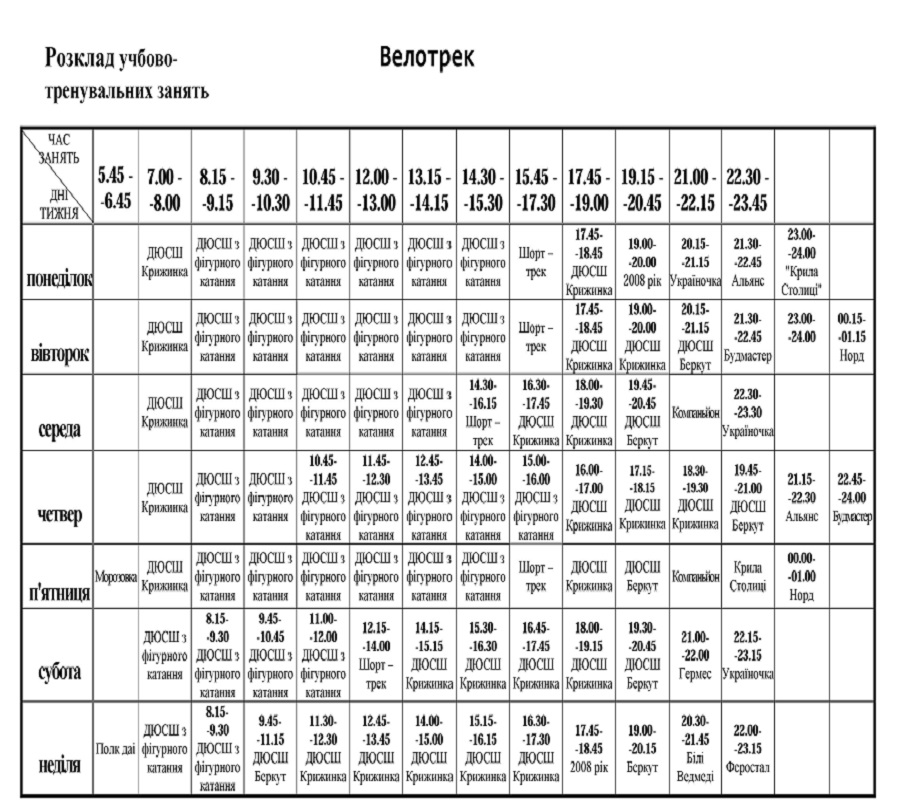 Розклад учбово- Велотрек
тренувальних занять
ЧАС ЗАНЯТЬ ДНІ ТИЖНЯ 5.45 - -6.45 7.00 - -8.00 8.15 - -9.15 9.30 - -10.30 10.45 - -11.45 12.00 - -13.00 13.15 - -14.15 14.30 - -15.30 15.45 - -17.30 17.45 - -19.00 19.15 - -20.45 21.00 - -22.15 22.30 - -23.45
понеділок ДЮСШ Крижинка ДЮСШ з фігурного катання ДЮСШ з фігурного катання ДЮСШ з фігурного катання ДЮСШ з фігурного катання ДЮСШ з фігурного катання ДЮСШ з фігурного катання Шорт – трек 17.45- -18.45 ДЮСШ Крижинка 19.00- -20.00 2008 рік 20.15- -21.15 Україночка 21.30- -22.45 Альянс 23.00- -24.00 "Крила Столиці"
вівторок ДЮСШ Крижинка ДЮСШ з фігурного катання ДЮСШ з фігурного катання ДЮСШ з фігурного катання ДЮСШ з фігурного катання ДЮСШ з фігурного катання ДЮСШ з фігурного катання Шорт – трек 17.45- -18.45 ДЮСШ Крижинка 19.00- -20.00 ДЮСШ Крижинка 20.15- -21.15 ДЮСШ Беркут 21.30- -22.45 Будмастер 23.00- -24.00 00.15- -01.15 Норд
середа ДЮСШ Крижинка ДЮСШ з фігурного катання ДЮСШ з фігурного катання ДЮСШ з фігурного катання ДЮСШ з фігурного катання ДЮСШ з фігурного катання 14.30- -16.15 Шорт – трек 16.30- -17.45 ДЮСШ Крижинка 18.00- -19.30 ДЮСШ Крижинка 19.45- -20.45 ДЮСШ Беркут Компаньйон 22.30- -23.30 Україночка
четвер ДЮСШ Крижинка ДЮСШ з фігурного катання ДЮСШ з фігурного катання 10.45- -11.45 ДЮСШ з фігурного катання 11.45- -12.30 ДЮСШ з фігурного катання 12.45- -13.45 ДЮСШ з фігурного катання 14.00- -15.00 ДЮСШ з фігурного катання 15.00- -16.00 ДЮСШ з фігурного катання 16.00- -17.00 ДЮСШ Крижинка 17.15- -18.15 ДЮСШ Крижинка 18.30- -19.30 ДЮСШ Крижинка 19.45- -21.00 ДЮСШ Беркут 21.15- -22.30 Альянс 22.45- -24.00 Будмастер
п'ятниця Морозовка ДЮСШ Крижинка ДЮСШ з фігурного катання ДЮСШ з фігурного катання ДЮСШ з фігурного катання ДЮСШ з фігурного катання ДЮСШ з фігурного катання ДЮСШ з фігурного катання Шорт – трек ДЮСШ Крижинка ДЮСШ Беркут Компаньйон Крила Столиці 00.00- -01.00 Норд
субота ДЮСШ з фігурного катання 8.15- -9.30 ДЮСШ з фігурного катання 9.45- -10.45 ДЮСШ з фігурного катання 11.00- -12.00 ДЮСШ з фігурного катання 12.15- -14.00 Шорт – трек 14.15- -15.15 ДЮСШ Крижинка 15.30- -16.30 ДЮСШ Крижинка 16.45- -17.45 ДЮСШ Крижинка 18.00- -19.15 ДЮСШ Крижинка 19.30- -20.45 ДЮСШ Беркут 21.00- -22.00 Гермес 22.15- -23.15 Україночка
неділя Полк даі ДЮСШ з фігурного катання 8.15- -9.30 ДЮСШ з фігурного катання 9.45- -11.15 ДЮСШ Беркут 11.30- -12.30 ДЮСШ Крижинка 12.45- -13.45 ДЮСШ Крижинка 14.00- -15.00 ДЮСШ Крижинка 15.15- -16.15 ДЮСШ Крижинка 16.30- -17.30 ДЮСШ Крижинка 17.45- -18.45 2008 рік 19.00- -20.15 Беркут 20.30- -21.45 Білі Ведмеді 22.00- -23.15 Феростал